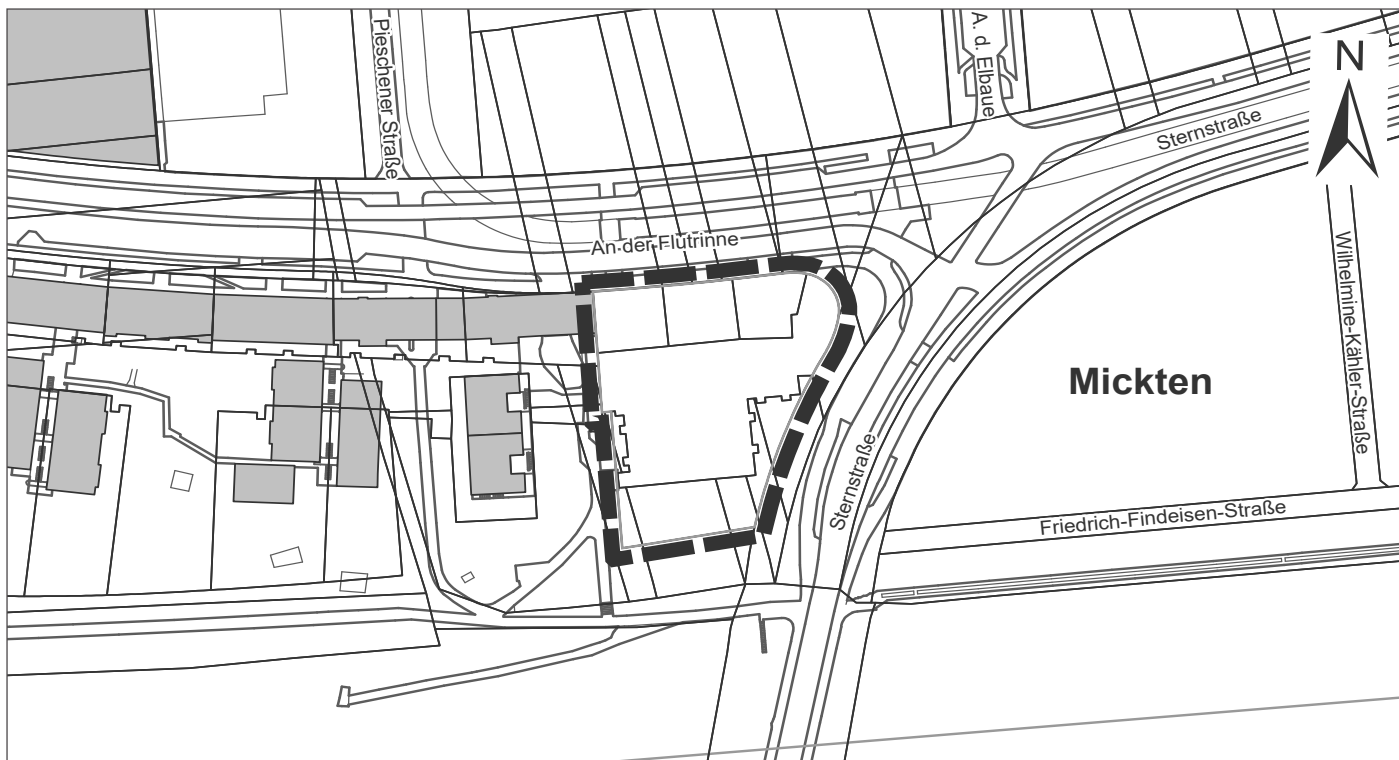 Pieschener Straße
A. d. Elbaue
N
Sternstraße
An der Flutrinne
Wilhelmine-Kähler-Straße
Mickten
Sternstraße
Friedrich-Findeisen-Straße